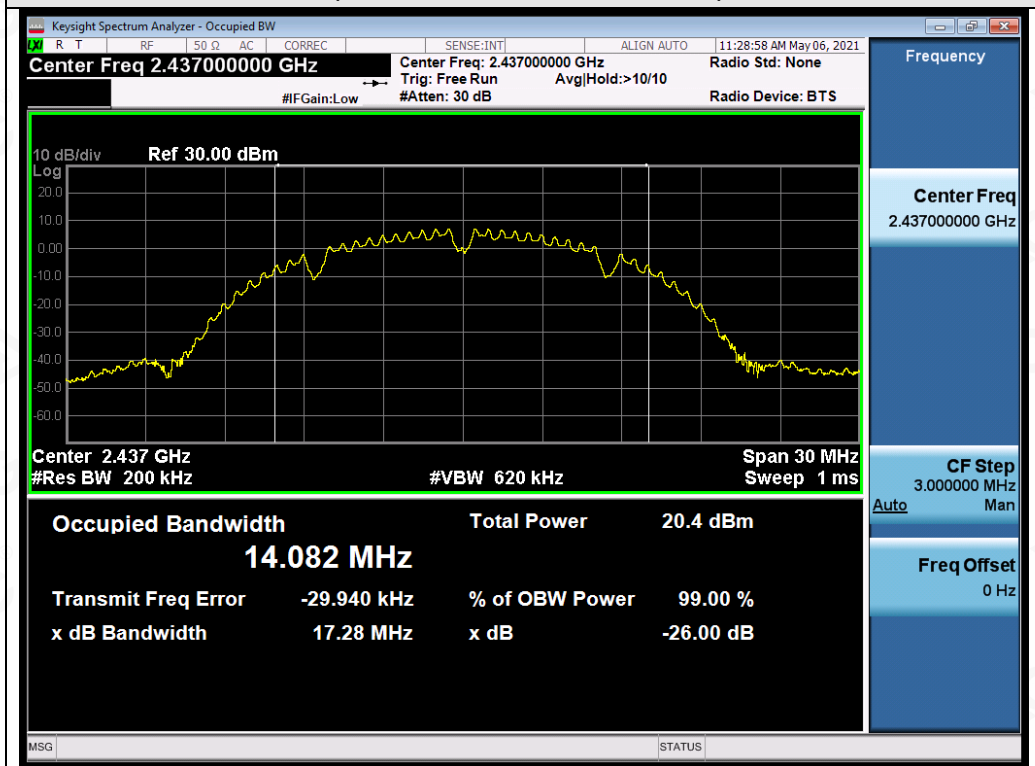 Keysight Spectrum Analyzer - Occupied BW
LXI R T RF 50 Ω AC CORREC SENSE:INT ALIGN AUTO 11:28:58 AM May 06, 2021
Center Freq 2.437000000 GHz
Center Freq: 2.437000000 GHz Radio Std: None
Trig: Free Run Avg|Hold:>10/10
#IFGain:Low #Atten: 30 dB Radio Device: BTS
10 dB/div Ref 30.00 dBm
Log
20.0
10.0
0.00
-10.0
-20.0
-30.0
-40.0
-50.0
-60.0
Center 2.437 GHz Span 30 MHz
#Res BW 200 kHz #VBW 620 kHz Sweep 1 ms
Occupied Bandwidth Total Power 20.4 dBm
14.082 MHz
Transmit Freq Error -29.940 kHz % of OBW Power 99.00 %
x dB Bandwidth 17.28 MHz x dB -26.00 dB
Frequency
Center Freq
2.437000000 GHz
CF Step
3.000000 MHz
Auto Man
Freq Offset
0 Hz
MSG STATUS